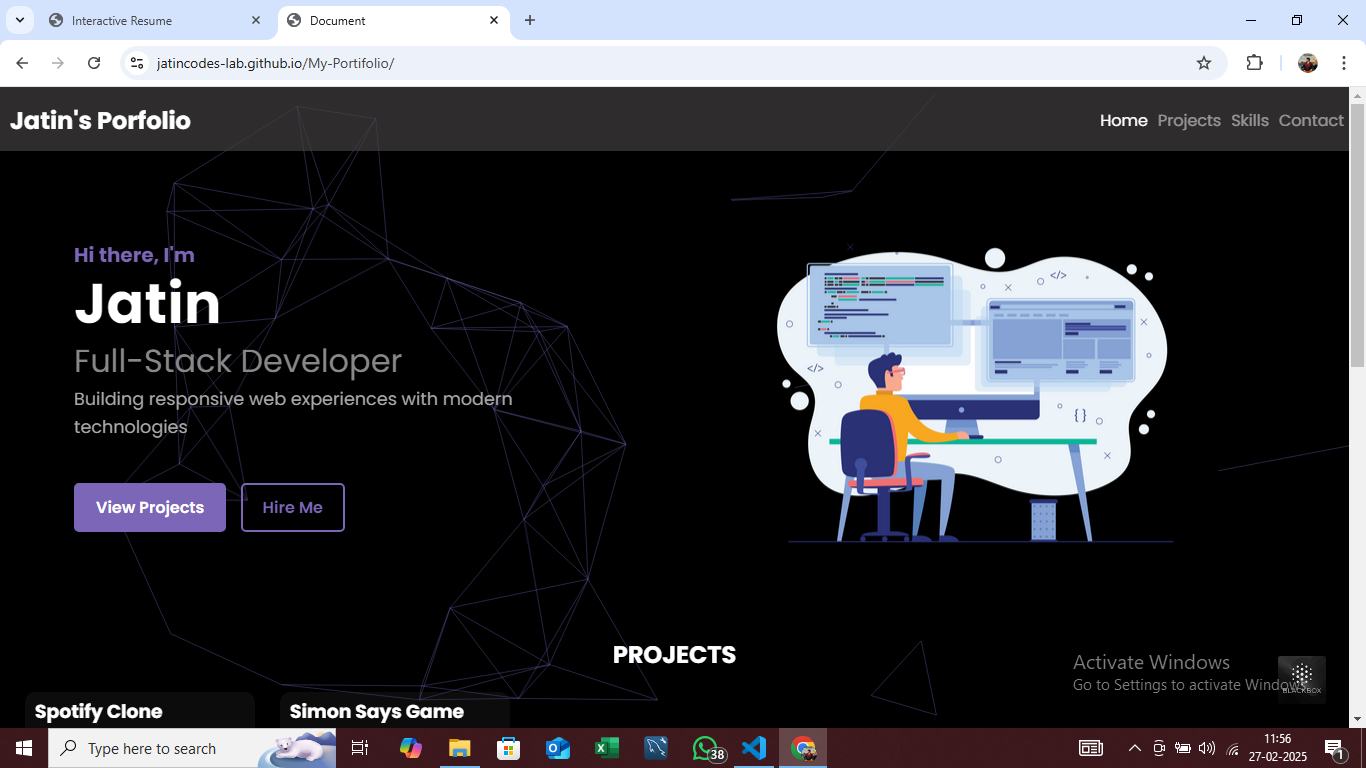 Interactive Resume
Document
jatincodes-lab.github.io/My-Portifolio/
Jatin's Porfolio
Home Projects Skills Contact
Hi there, I'm
Jatin
Full-Stack Developer
Building responsive web experiences with modern
technologies
View Projects
Hire Me
</>
</>
{ }
PROJECTS
Spotify Clone
Simon Says Game
Activate Windows
Go to Settings to activate Windows.
BLACKBOX
Type here to search
38
11:56
27-02-2025
1